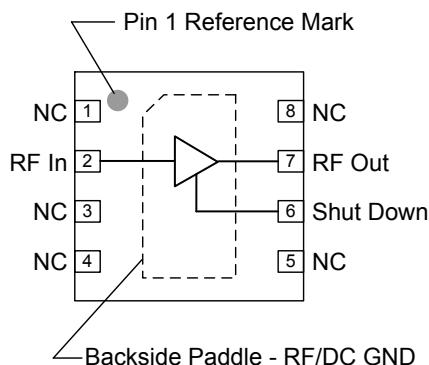 Pin 1 Reference Mark
NC 1
8 NC
RF In 2
7 RF Out
NC 3
6 Shut Down
NC 4
5 NC
Backside Paddle - RF/DC GND